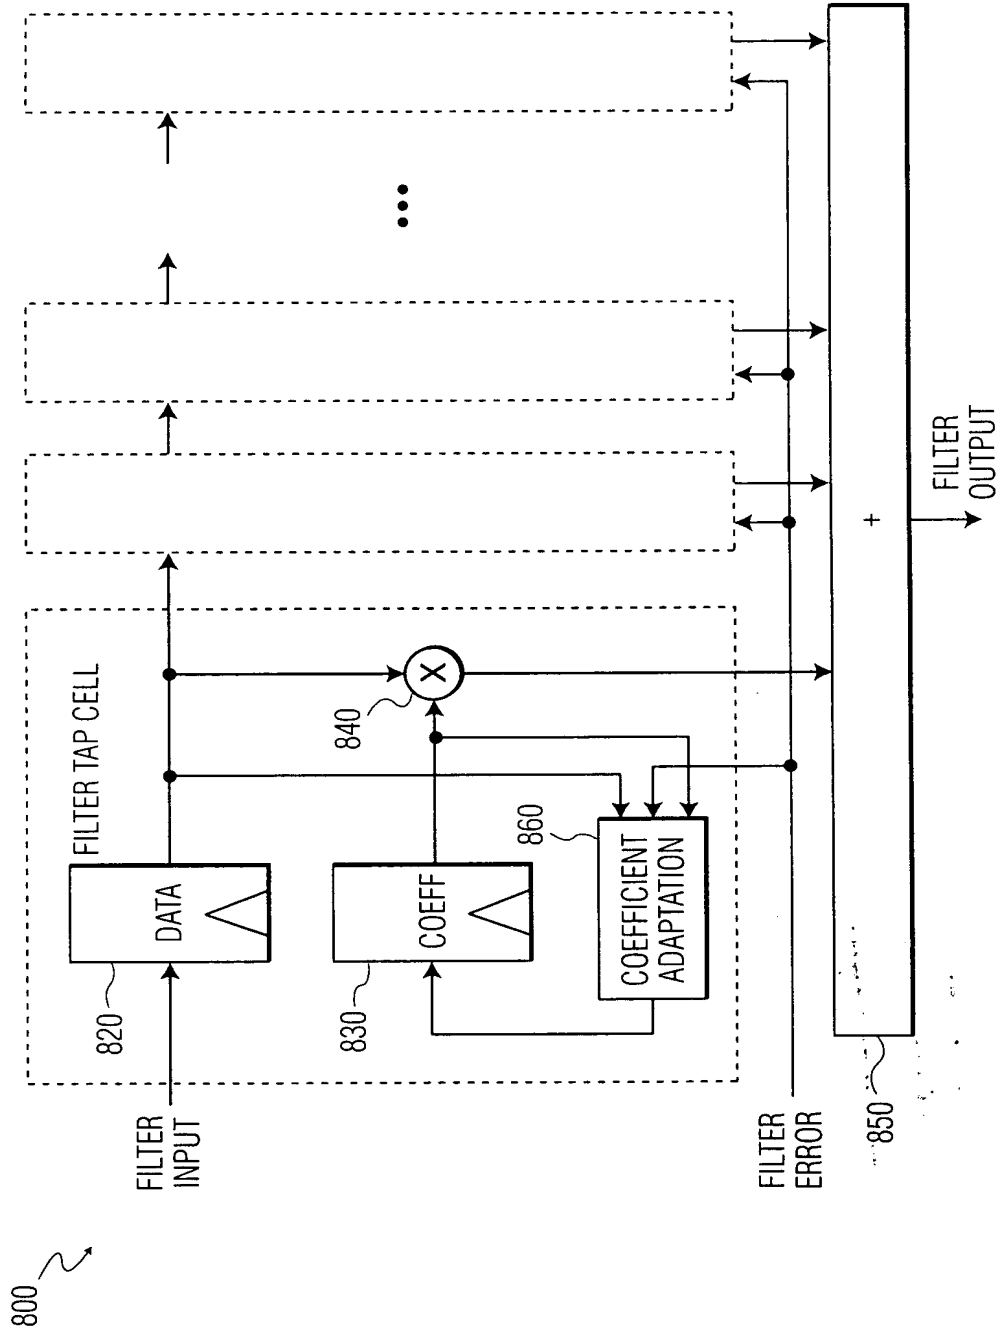 800
FILTER
INPUT
FILTER TAP CELL
820
DATA
830
COEFF
840
X
860
COEFFICIENT
ADAPTATION
FILTER
ERROR
850
+
FILTER
OUTPUT